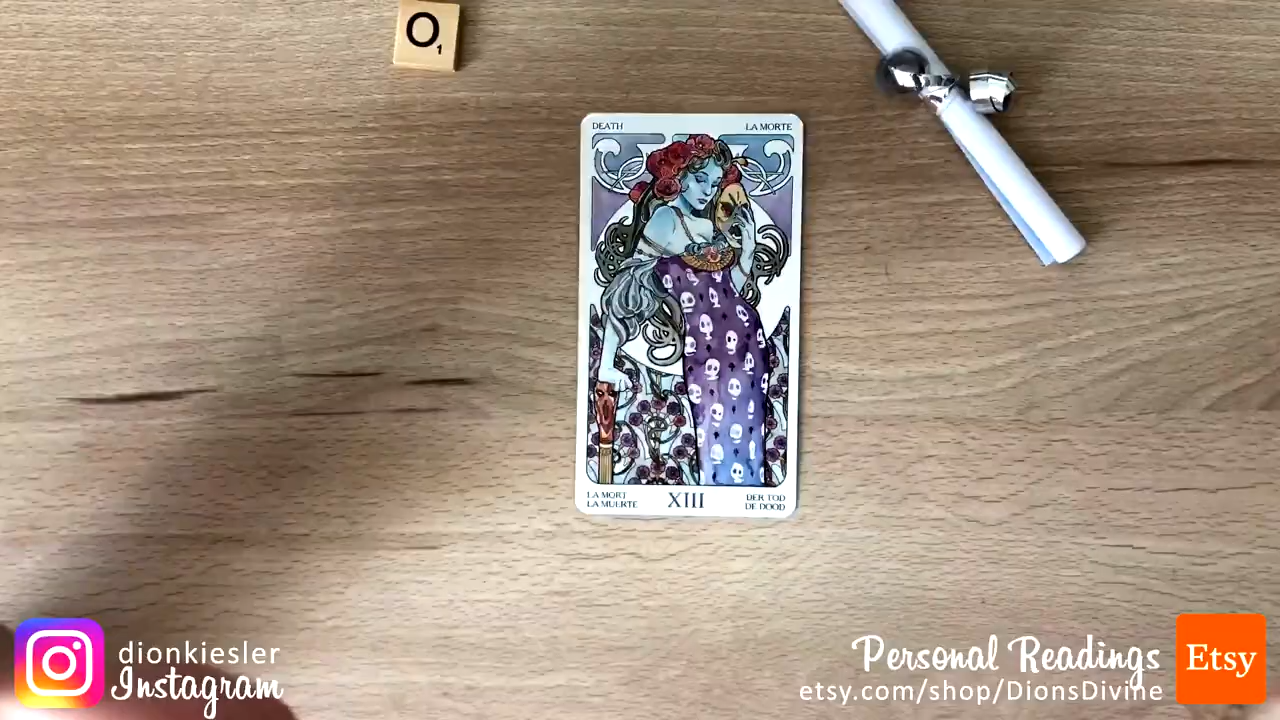 O1
DEATH
LA MORTE
LA MORT
LA MUERTE
XIII
DER TOD
DE DOOD
dionkiesler
Instagram
Personal Readings
etsy.com/shop/DionsDivine
Etsy